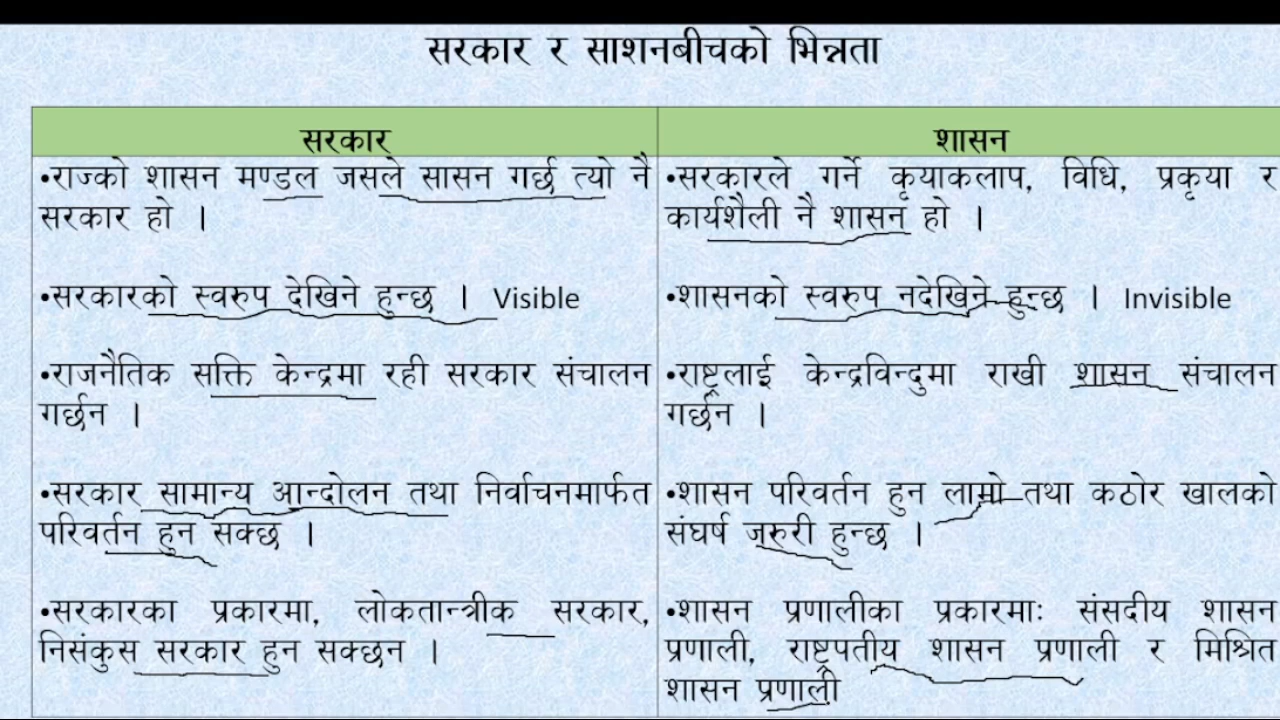 सरकार र साशनबीचको भिन्नता
सरकार
•राज्को शासन मण्डल जसले सासन गर्छ त्यो नै
सरकार हो ।
•सरकारको स्वरुप देखिने हुन्छ । Visible
•राजनैतिक सक्ति केन्द्रमा रही सरकार संचालन
गर्छन ।
•सरकार सामान्य आन्दोलन तथा निर्वाचनमार्फत
परिवर्तन हुन सक्छ ।
•सरकारका प्रकारमा, लोकतान्त्रीक सरकार,
निसंकुस सरकार हुन सक्छन ।
शासन
•सरकारले गर्ने कृयाकलाप, विधि, प्रकृया र
कार्यशैली नै शासन हो ।
•शासनको स्वरुप नदेखिने हुन्छ । Invisible
•राष्ट्रलाई केन्द्रविन्दुमा राखी शासन संचालन
गर्छन ।
•शासन परिवर्तन हुन लामो तथा कठोर खालको
संघर्ष जरुरी हुन्छ ।
•शासन प्रणालीका प्रकारमाः संसदीय शासन
प्रणाली, राष्ट्रपतीय शासन प्रणाली र मिश्रित
शासन प्रणाली